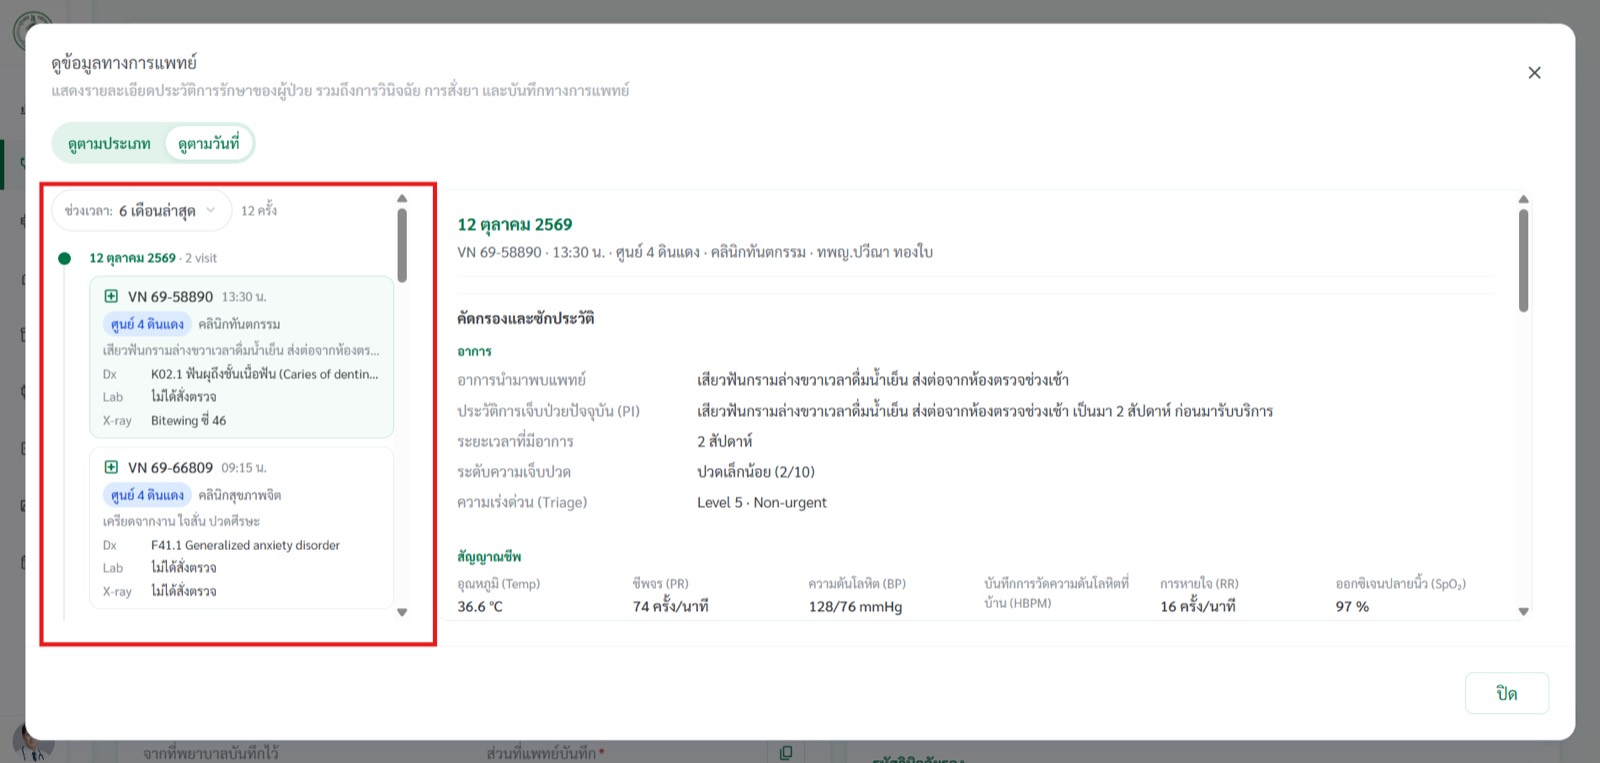 ดูข้อมูลทางการแพทย์
แสดงรายละเอียดประวัติการรักษาของผู้ป่วย รวมถึงการวินิจฉัย การสั่งยา และบันทึกทางการแพทย์
ดูตามประเภท ดูตามวันที่
ช่วงเวลา: 6 เดือนล่าสุด 12 ครั้ง
12 ตุลาคม 2569 · 2 visit
VN 69-58890 13:30 น.
ศูนย์ 4 ดินแดง คลินิกทันตกรรม
เสียวฟันกรามล่างขวาเวลาดื่มน้ำเย็น ส่งต่อจากห้องตร...
Dx K02.1 ฟันผุถึงชั้นเนื้อฟัน (Caries of dentin...
Lab ไม่ได้สั่งตรวจ
X-ray Bitewing ซี่ 46
VN 69-66809 09:15 น.
ศูนย์ 4 ดินแดง คลินิกสุขภาพจิต
เครียดจากงาน ใจสั่น ปวดศีรษะ
Dx F41.1 Generalized anxiety disorder
Lab ไม่ได้สั่งตรวจ
X-ray ไม่ได้สั่งตรวจ
12 ตุลาคม 2569
VN 69-58890 · 13:30 น. · ศูนย์ 4 ดินแดง · คลินิกทันตกรรม · ทพญ.ปวีณา ทองใบ
คัดกรองและซักประวัติ
อาการ
อาการนำมาพบแพทย์ เสียวฟันกรามล่างขวาเวลาดื่มน้ำเย็น ส่งต่อจากห้องตรวจช่วงเช้า
ประวัติการเจ็บป่วยปัจจุบัน (PI) เสียวฟันกรามล่างขวาเวลาดื่มน้ำเย็น ส่งต่อจากห้องตรวจช่วงเช้า เป็นมา 2 สัปดาห์ ก่อนมารับบริการ
ระยะเวลาที่มีอาการ 2 สัปดาห์
ระดับความเจ็บปวด ปวดเล็กน้อย (2/10)
ความเร่งด่วน (Triage) Level 5 · Non-urgent
สัญญาณชีพ
อุณหภูมิ (Temp) ชีพจร (PR) ความดันโลหิต (BP) บันทึกการวัดความดันโลหิตที่บ้าน (HBPM) การหายใจ (RR) ออกซิเจนปลายนิ้ว (SpO₂)
36.6 °C 74 ครั้ง/นาที 128/76 mmHg 16 ครั้ง/นาที 97 %
ปิด
จากที่พยาบาลบันทึกไว้ ส่วนที่แพทย์บันทึก*